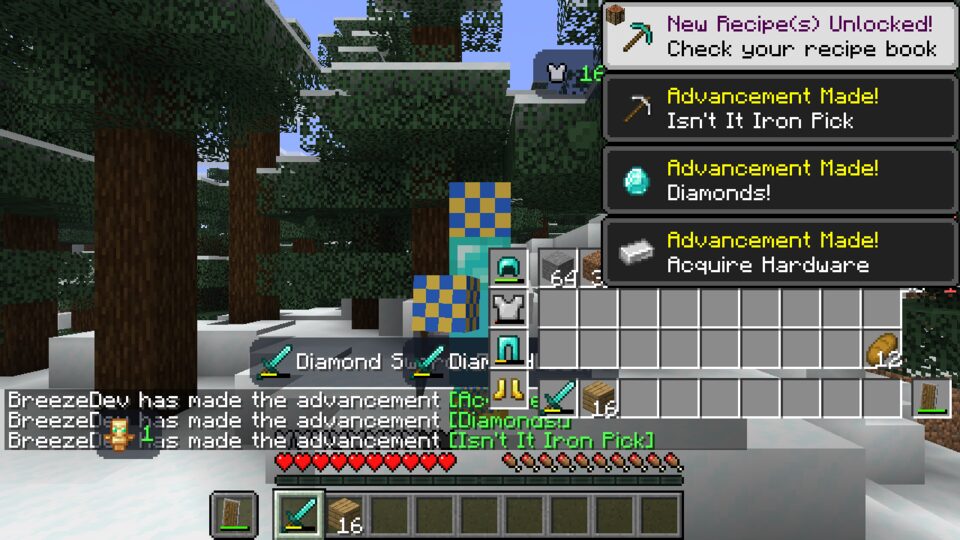 New Recipe(s) Unlocked!
Check your recipe book
16
Advancement Made!
Isn't It Iron Pick
Advancement Made!
Diamonds!
Advancement Made!
Acquire Hardware
64
12
Diamond
BreezeDev has made the advancement
16
BreezeDev has made the advancement [Diamonds!]
1
has made the advancement [Isn't It Iron Pick]
16